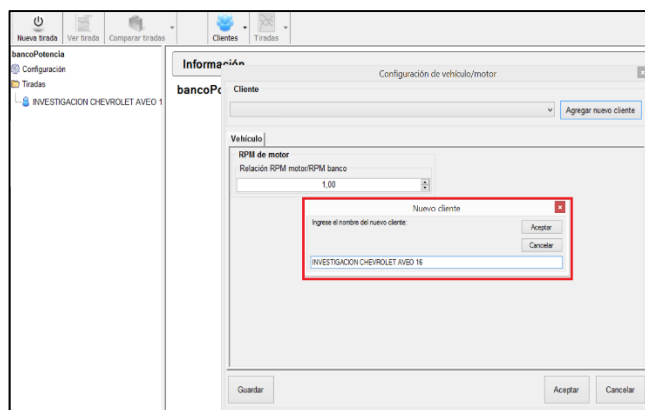 Nueva tirada
Ver tirada
Comparar tiradas
Clientes
Tiradas
bancoPotencia
Configuración
Tiradas
INVESTIGACION CHEVROLET AVEO 1
Información
Configuración de vehículo/motor
Cliente
Agregar nuevo cliente
Vehículo
RPM de motor
Relación RPM motor/RPM banco
1,00
Nuevo cliente
Ingrese el nombre del nuevo cliente:
Aceptar
Cancelar
INVESTIGACION CHEVROLET AVEO 16
Guardar
Aceptar
Cancelar